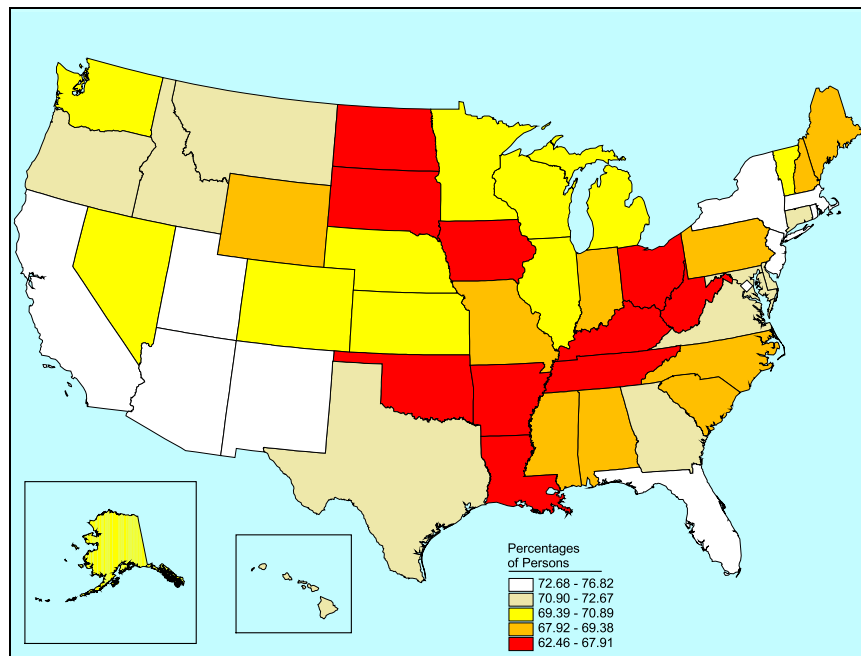 Percentages
of Persons
72.68 - 76.82
70.90 - 72.67
69.39 - 70.89
67.92 - 69.38
62.46 - 67.91